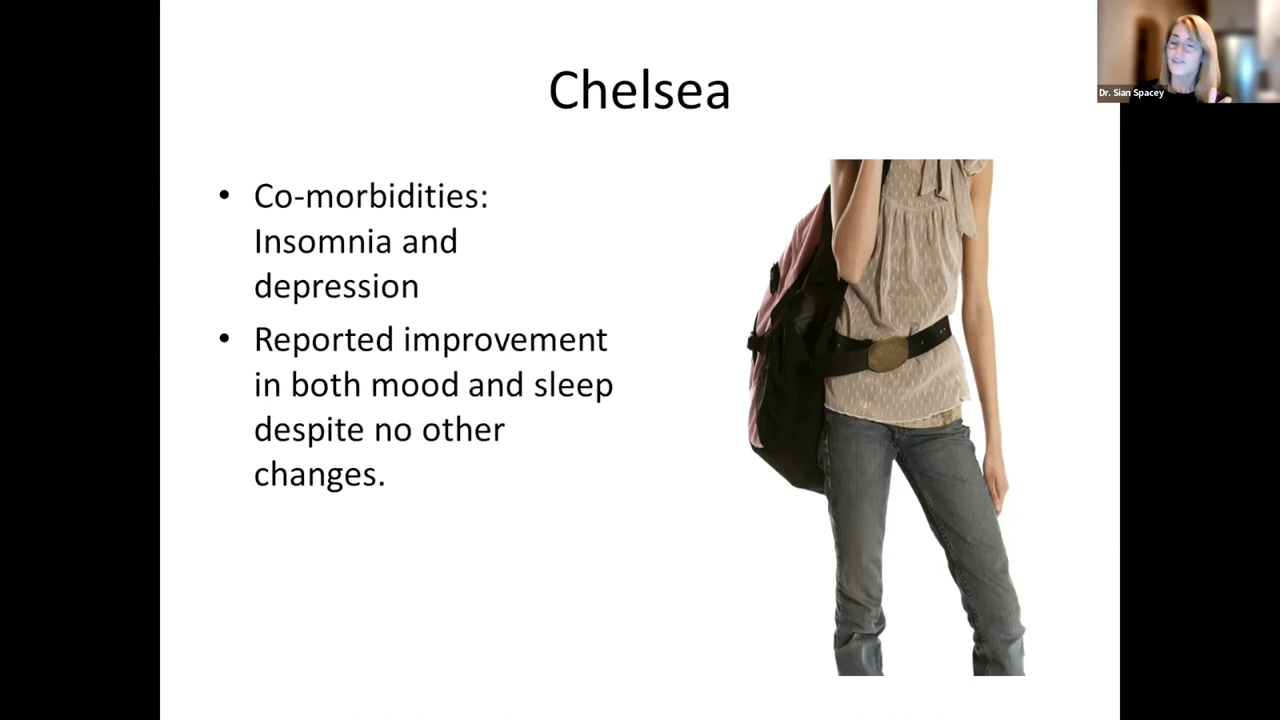 Chelsea
Dr. Sian Spacey
• Co-morbidities:
Insomnia and
depression
• Reported improvement
in both mood and sleep
despite no other
changes.